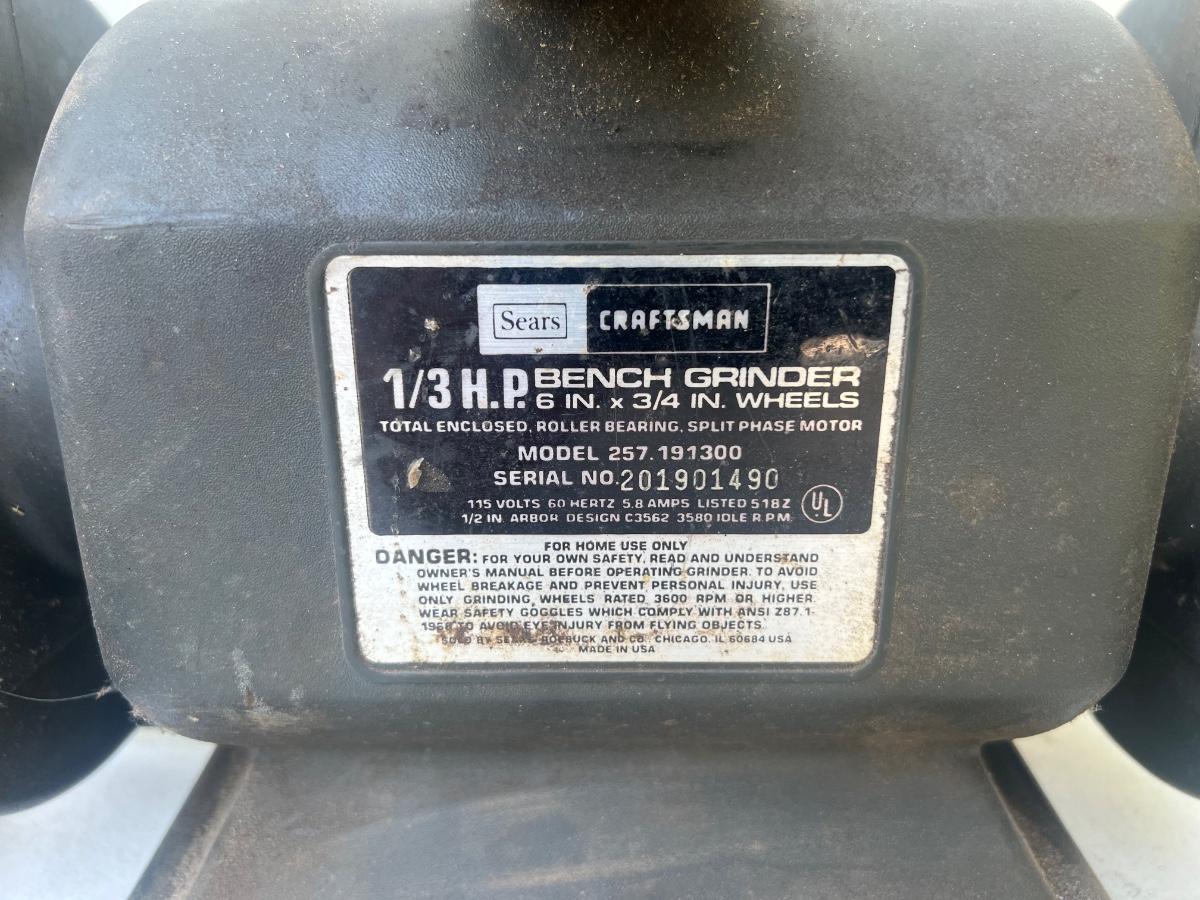 Sears CRAFTSMAN
1/3 H.P. BENCH GRINDER
6 IN. x 3/4 IN. WHEELS
TOTAL ENCLOSED, ROLLER BEARING, SPLIT PHASE MOTOR
MODEL 257.191300
SERIAL NO. 201901490
115 VOLTS 60 HERTZ 5.8 AMPS LISTED 518Z
1/2 IN. ARBOR DESIGN C3562 3580 IDLE R.P.M.
UL
FOR HOME USE ONLY
DANGER: FOR YOUR OWN SAFETY, READ AND UNDERSTAND
OWNER'S MANUAL BEFORE OPERATING GRINDER. TO AVOID
WHEEL BREAKAGE AND PREVENT PERSONAL INJURY, USE
ONLY GRINDING WHEELS RATED 3600 RPM OR HIGHER.
WEAR SAFETY GOGGLES WHICH COMPLY WITH ANSI Z87.1-
1968 TO AVOID EYE INJURY FROM FLYING OBJECTS.
SOLD BY SEARS, ROEBUCK AND CO., CHICAGO, IL 60684 USA
MADE IN USA